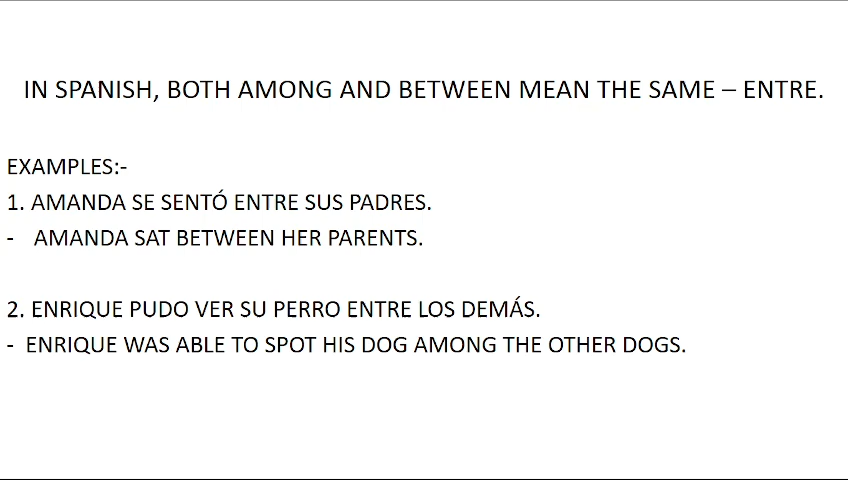 IN SPANISH, BOTH AMONG AND BETWEEN MEAN THE SAME – ENTRE.
EXAMPLES:-
1. AMANDA SE SENTÓ ENTRE SUS PADRES.
- AMANDA SAT BETWEEN HER PARENTS.
2. ENRIQUE PUDO VER SU PERRO ENTRE LOS DEMÁS.
- ENRIQUE WAS ABLE TO SPOT HIS DOG AMONG THE OTHER DOGS.